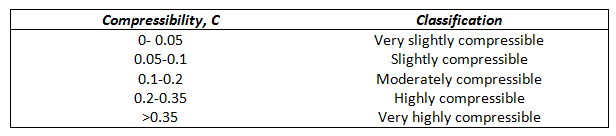 Compressibility, C Classification
0- 0.05 Very slightly compressible
0.05-0.1 Slightly compressible
0.1-0.2 Moderately compressible
0.2-0.35 Highly compressible
>0.35 Very highly compressible